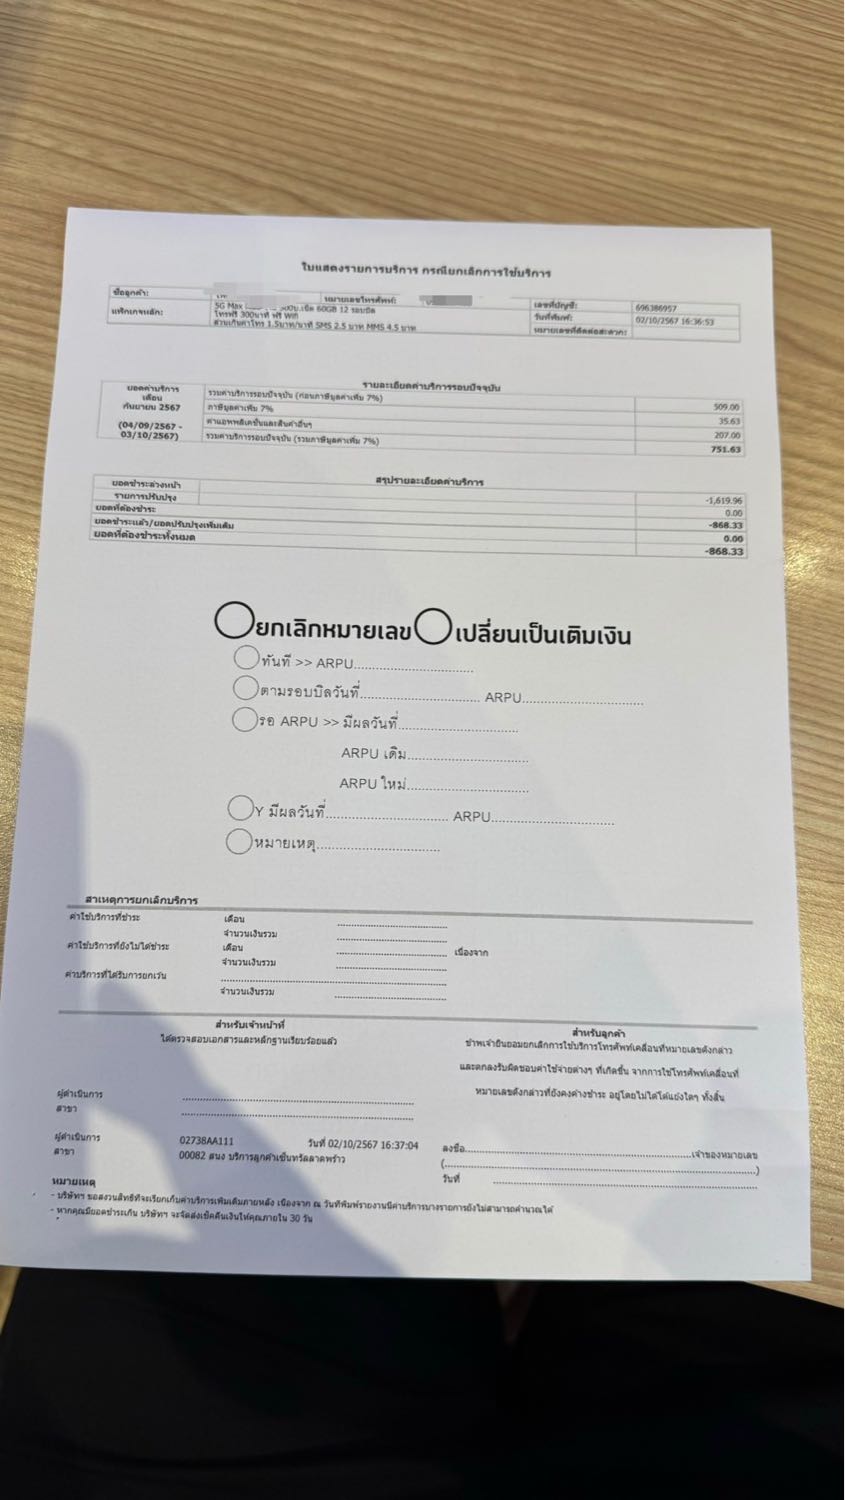 ใบแสดงรายการบริการ กรณียกเลิกการใช้บริการ
ชื่อลูกค้า: หมายเลขโทรศัพท์: เลขที่บัญชี: 696386957
แพ็กเกจหลัก: 5G Max 60GB 12 รอบบิล วันที่พิมพ์: 02/10/2567 16:36:53
โทรฟรี 300นาที ฟรี Wifi หมายเลขที่ติดต่อสะดวก:
ส่วนเกินค่าโทร 1.5บาท/นาที SMS 2.5 บาท MMS 4.5 บาท
รายละเอียดค่าบริการรอบปัจจุบัน
ยอดค่าบริการ
เดือน
กันยายน 2567
(04/09/2567 -
03/10/2567)
รวมค่าบริการรอบปัจจุบัน (ก่อนภาษีมูลค่าเพิ่ม 7%) 509.00
ภาษีมูลค่าเพิ่ม 7% 35.63
ค่าแอพพลิเคชั่นและสินค้าอื่นๆ 207.00
รวมค่าบริการรอบปัจจุบัน (รวมภาษีมูลค่าเพิ่ม 7%) 751.63
สรุปรายละเอียดค่าบริการ
ยอดชำระล่วงหน้า -1,619.96
รายการปรับปรุง 0.00
ยอดที่ต้องชำระ -868.33
ยอดชำระแล้ว/ยอดปรับปรุงเพิ่มเติม 0.00
ยอดที่ต้องชำระทั้งหมด -868.33
ยกเลิกหมายเลข เปลี่ยนเป็นเติมเงิน
ทันที >> ARPU
ตามรอบบิลวันที่ ARPU
รอ ARPU >> มีผลวันที่
ARPU เดิม
ARPU ใหม่
Y มีผลวันที่ ARPU
หมายเหตุ
สาเหตุการยกเลิกบริการ
ค่าใช้บริการที่ชำระ เดือน
จำนวนเงินรวม
ค่าใช้บริการที่ยังไม่ได้ชำระ เดือน เนื่องจาก
จำนวนเงินรวม
ค่าบริการที่ได้รับการยกเว้น
จำนวนเงินรวม
สำหรับเจ้าหน้าที่ สำหรับลูกค้า
ได้ตรวจสอบเอกสารและหลักฐานเรียบร้อยแล้ว ข้าพเจ้ายินยอมยกเลิกการใช้บริการโทรศัพท์เคลื่อนที่หมายเลขดังกล่าว
และตกลงรับผิดชอบค่าใช้จ่ายต่างๆ ที่เกิดขึ้น จากการใช้โทรศัพท์เคลื่อนที่
หมายเลขดังกล่าวที่ยังคงค้างชำระ อยู่โดยไม่ได้โต้แย้งใดๆ ทั้งสิ้น
ผู้ดำเนินการ
สาขา
ผู้ดำเนินการ 02738AA111 วันที่ 02/10/2567 16:37:04 ลงชื่อ เจ้าของหมายเลข
สาขา 00082 สนง บริการลูกค้าเซ็นทรัลลาดพร้าว ( )
วันที่
หมายเหตุ
- บริษัทฯ ขอสงวนสิทธิที่จะเรียกเก็บค่าบริการเพิ่มเติมภายหลัง เนื่องจาก ณ วันที่พิมพ์รายงานนี้ค่าบริการบางรายการยังไม่สามารถคำนวณได้
- หากคุณมียอดชำระเกิน บริษัทฯ จะจัดส่งเช็คคืนเงินให้คุณภายใน 30 วัน